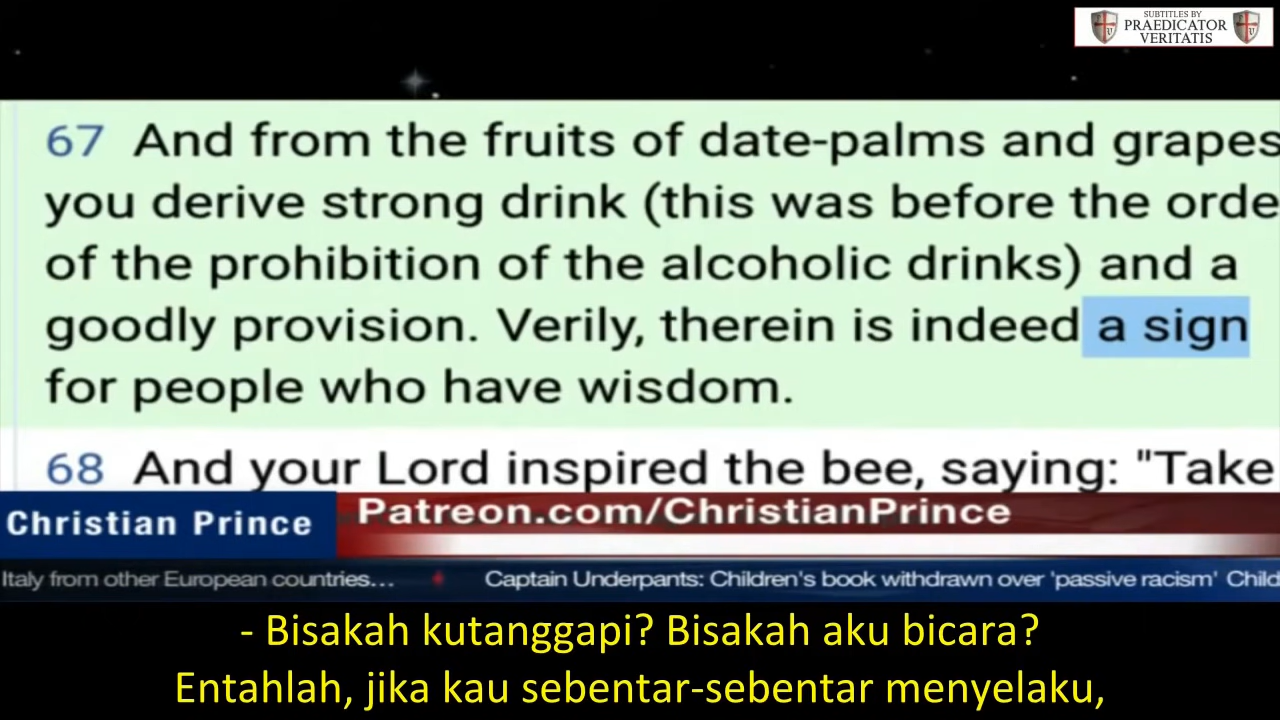 SUBTITLES BY
PRAEDICATOR
VERITATIS
67 And from the fruits of date-palms and grapes
you derive strong drink (this was before the orde
of the prohibition of the alcoholic drinks) and a
goodly provision. Verily, therein is indeed a sign
for people who have wisdom.
68 And your Lord inspired the bee, saying: "Take
Christian Prince
Patreon.com/ChristianPrince
Italy from other European countries... Captain Underpants: Children's book withdrawn over 'passive racism' Child
- Bisakah kutanggapi? Bisakah aku bicara?
Entahlah, jika kau sebentar-sebentar menyelaku,